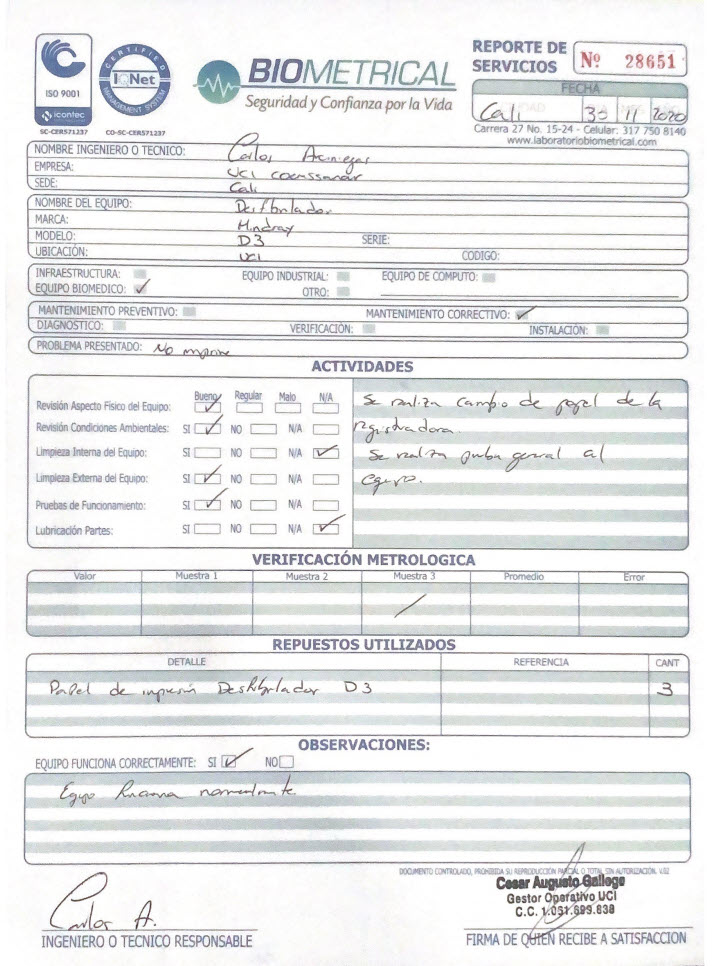 ISO 9001
icontec
SC-CER571237
CERTIFIED
IQNet
MANAGEMENT SYSTEM
CO-SC-CER571237
BIOMETRICAL
Seguridad y Confianza por la Vida
REPORTE DE SERVICIOS
Nº 28651
FECHA
Cali 30 11 2020
Carrera 27 No. 15-24 - Celular: 317 750 8140
www.laboratoriobiometrical.com
NOMBRE INGENIERO O TECNICO: Carlos
EMPRESA: UCI
SEDE: Cali
NOMBRE DEL EQUIPO: Desfibrilador
MARCA: Mindray
MODELO: D3 SERIE:
UBICACIÓN: UCI CODIGO:
INFRAESTRUCTURA: EQUIPO INDUSTRIAL: EQUIPO DE COMPUTO:
EQUIPO BIOMEDICO: ✓ OTRO:
MANTENIMIENTO PREVENTIVO: MANTENIMIENTO CORRECTIVO: ✓
DIAGNOSTICO: VERIFICACIÓN: INSTALACIÓN:
PROBLEMA PRESENTADO: No imprime
ACTIVIDADES
Bueno Regular Malo N/A
Revisión Aspecto Físico del Equipo: ✓
Revisión Condiciones Ambientales: SI ✓ NO N/A
Limpieza Interna del Equipo: SI NO N/A ✓
Limpieza Externa del Equipo: SI ✓ NO N/A
Pruebas de Funcionamiento: SI ✓ NO N/A
Lubricación Partes: SI NO N/A ✓
Se realiza cambio de papel de la
registradora.
Se realiza prueba general al
equipo.
VERIFICACIÓN METROLOGICA
Valor Muestra 1 Muestra 2 Muestra 3 Promedio Error
REPUESTOS UTILIZADOS
DETALLE REFERENCIA CANT
Papel de impresión Desfibrilador D3 3
OBSERVACIONES:
EQUIPO FUNCIONA CORRECTAMENTE: SI ✓ NO
Equipo funciona normalmente
DOCUMENTO CONTROLADO, PROHIBIDA SU REPRODUCCIÓN PARCIAL O TOTAL SIN AUTORIZACIÓN. V.02
Cesar Augusto Gallego
Gestor Operativo UCI
C.C. 1.051.699.838
Carlos A.
INGENIERO O TECNICO RESPONSABLE
FIRMA DE QUIEN RECIBE A SATISFACCION